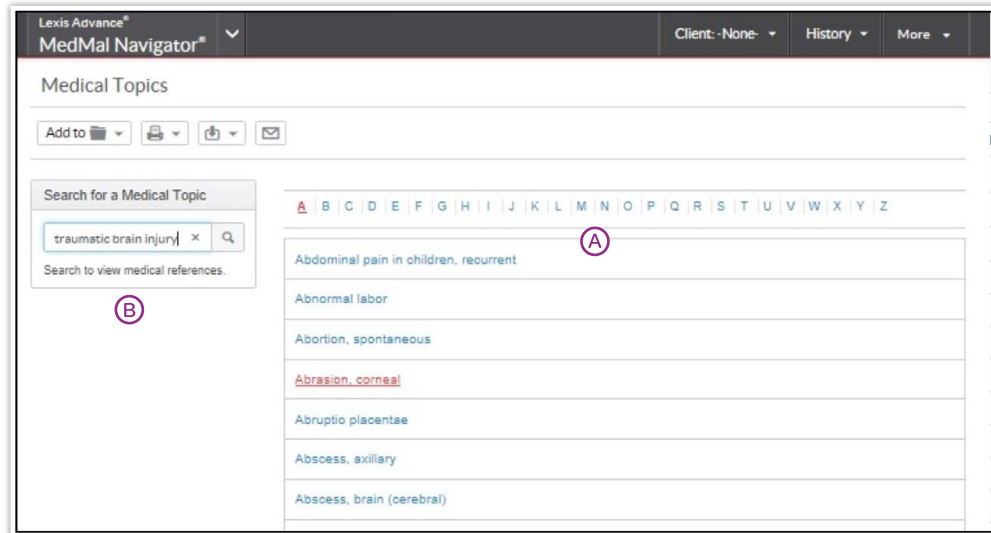 Lexis Advance®
MedMal Navigator®
Client: -None-
History
More
Medical Topics
Add to
Search for a Medical Topic
traumatic brain injury ×
Search to view medical references.
B
A B C D E F G H I J K L M N O P Q R S T U V W X Y Z
A
Abdominal pain in children, recurrent
Abnormal labor
Abortion, spontaneous
Abrasion, corneal
Abruptio placentae
Abscess, axillary
Abscess, brain (cerebral)